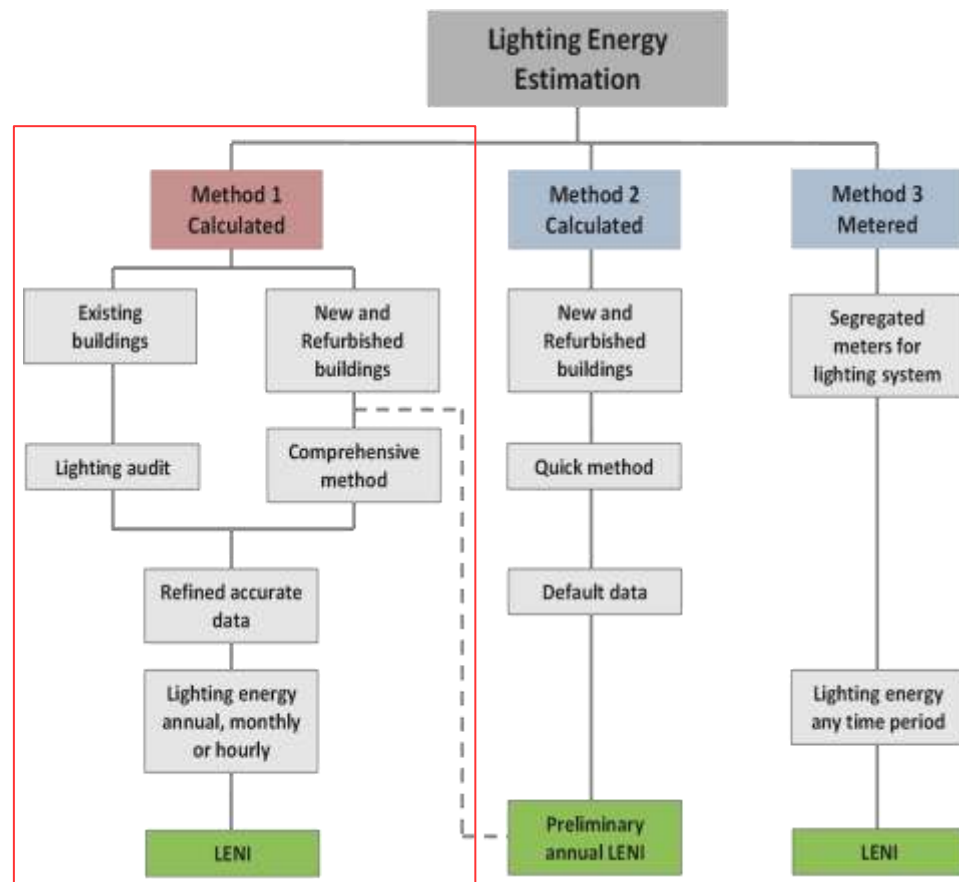 Lighting Energy
Estimation
Method 1
Calculated
Method 2
Calculated
Method 3
Metered
Existing
buildings
New and
Refurbished
buildings
New and
Refurbished
buildings
Segregated
meters for
lighting system
Lighting audit
Comprehensive
method
Quick method
Refined accurate
data
Default data
Lighting energy
annual, monthly
or hourly
Lighting energy
any time period
LENI
Preliminary
annual LENI
LENI